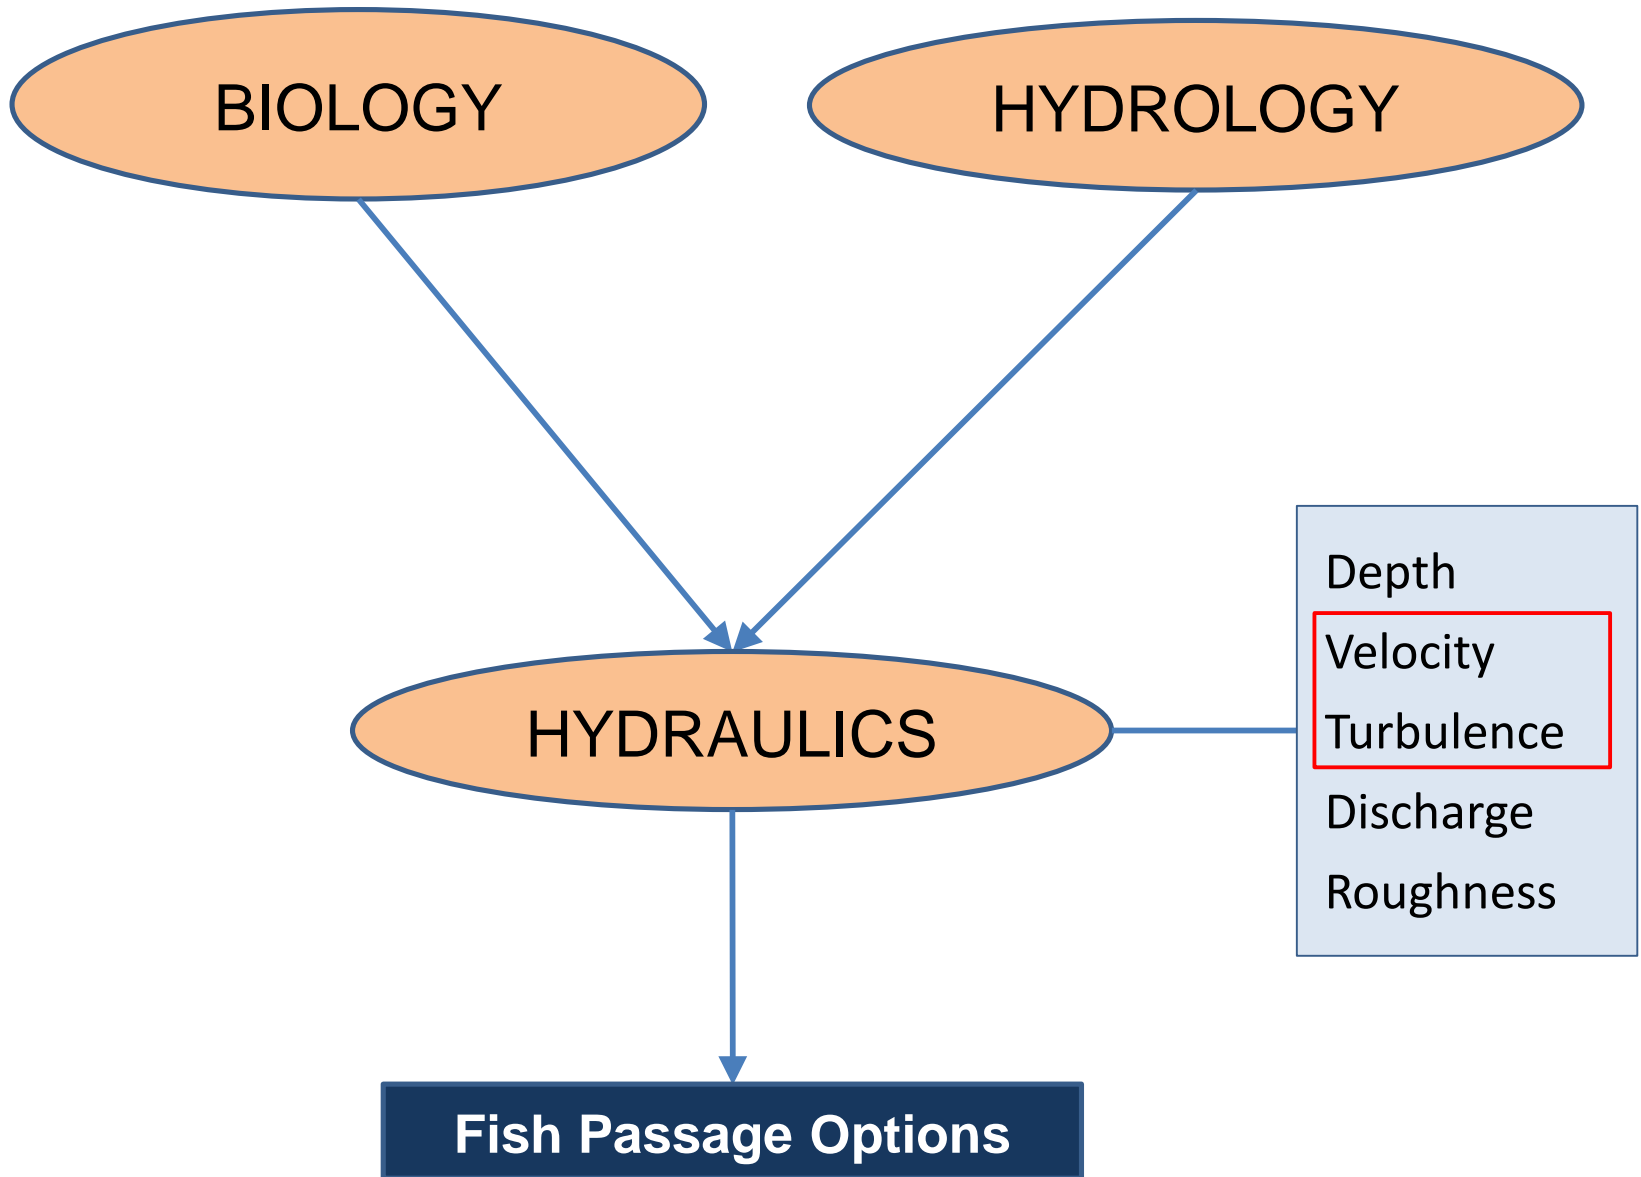 BIOLOGY
HYDROLOGY
HYDRAULICS
Depth
Velocity
Turbulence
Discharge
Roughness
Fish Passage Options